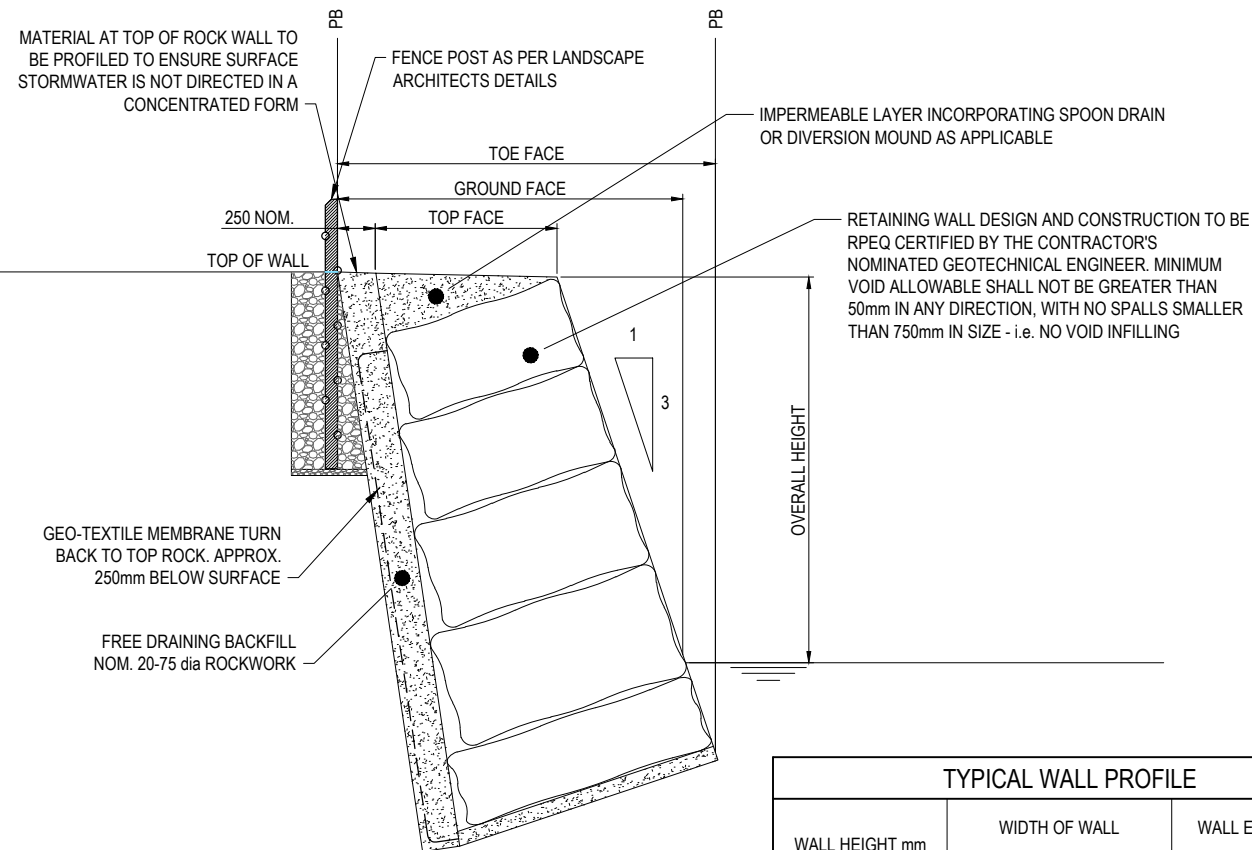 PB
PB
MATERIAL AT TOP OF ROCK WALL TO
BE PROFILED TO ENSURE SURFACE
STORMWATER IS NOT DIRECTED IN A
CONCENTRATED FORM
FENCE POST AS PER LANDSCAPE
ARCHITECTS DETAILS
IMPERMEABLE LAYER INCORPORATING SPOON DRAIN
OR DIVERSION MOUND AS APPLICABLE
TOE FACE
GROUND FACE
250 NOM.
TOP FACE
TOP OF WALL
RETAINING WALL DESIGN AND CONSTRUCTION TO BE
RPEQ CERTIFIED BY THE CONTRACTOR'S
NOMINATED GEOTECHNICAL ENGINEER. MINIMUM
VOID ALLOWABLE SHALL NOT BE GREATER THAN
50mm IN ANY DIRECTION, WITH NO SPALLS SMALLER
THAN 750mm IN SIZE - i.e. NO VOID INFILLING
1
3
OVERALL HEIGHT
GEO-TEXTILE MEMBRANE TURN
BACK TO TOP ROCK. APPROX.
250mm BELOW SURFACE
FREE DRAINING BACKFILL
NOM. 20-75 dia ROCKWORK
TYPICAL WALL PROFILE
WALL HEIGHT mm
WIDTH OF WALL
WALL E